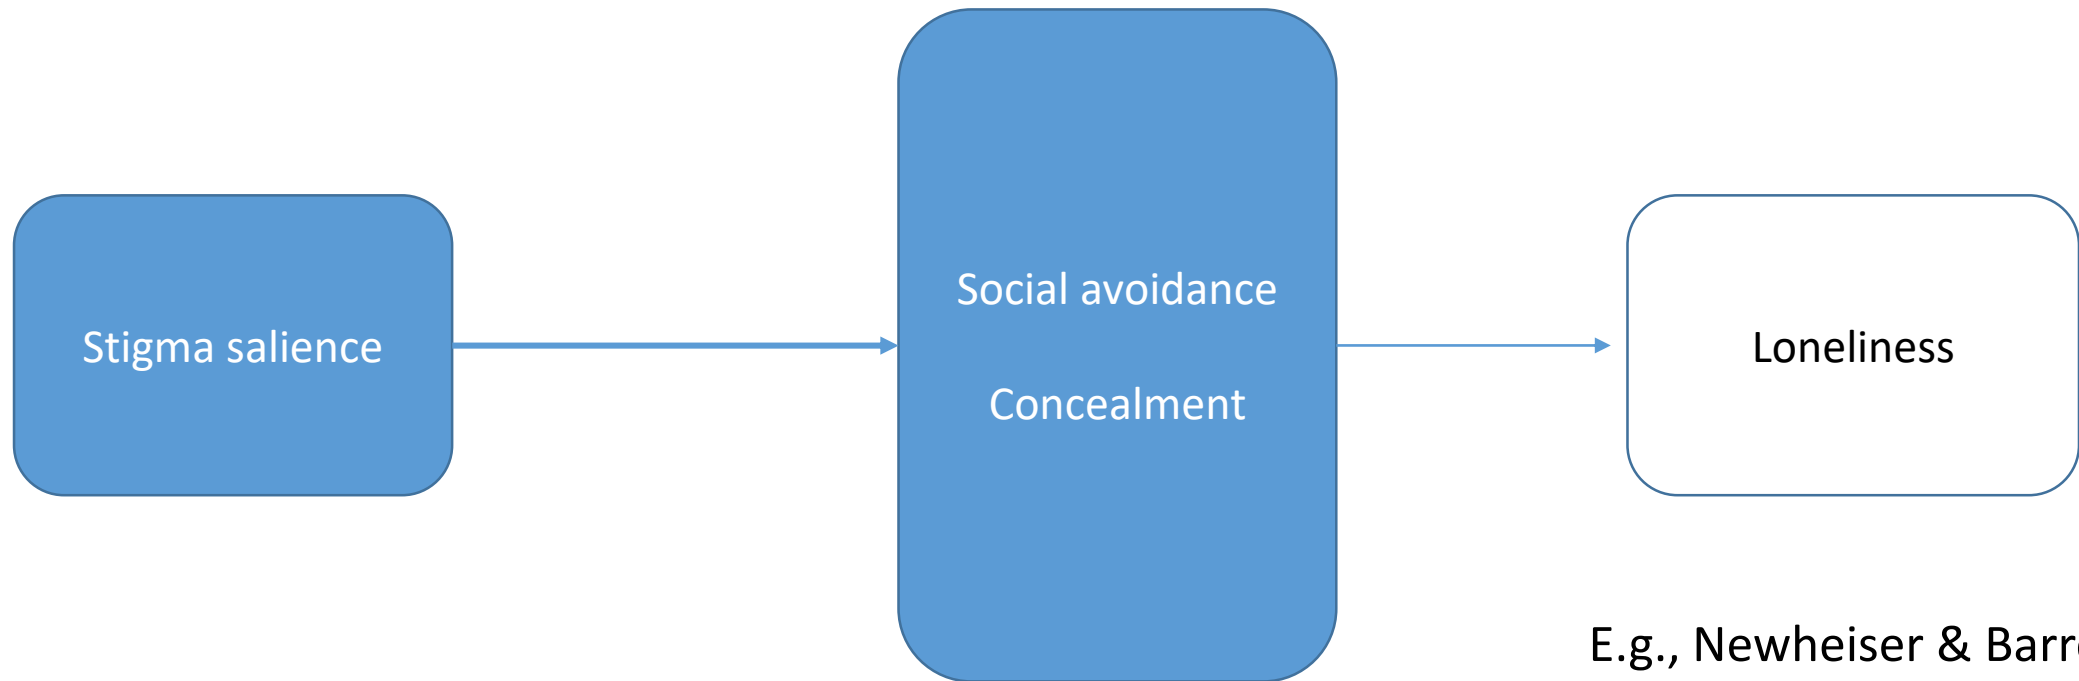 Stigma salience
Social avoidance
Concealment
Loneliness
E.g., Newheiser &